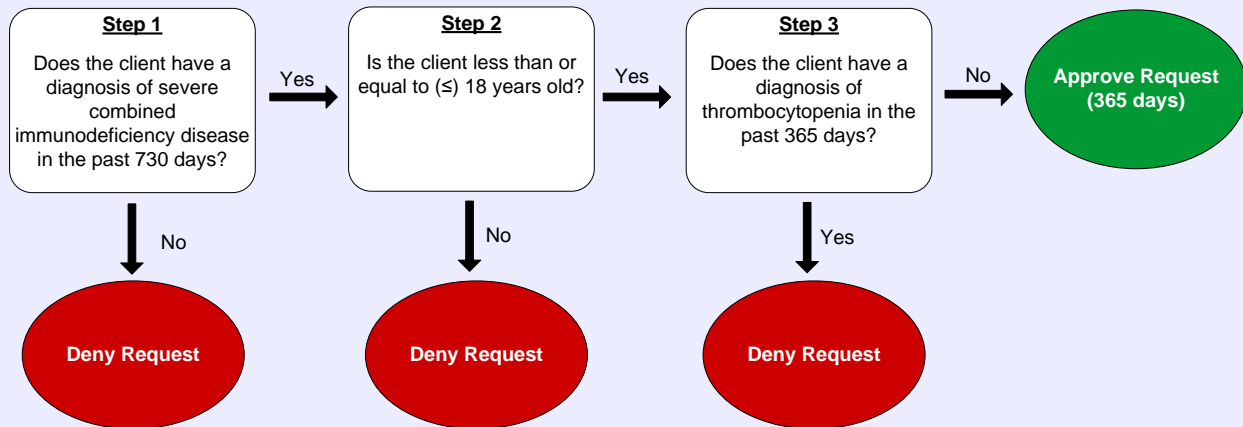 Step 1
Does the client have a
diagnosis of severe
combined
immunodeficiency disease
in the past 730 days?
Yes
Step 2
Is the client less than or
equal to (≤) 18 years old?
Yes
Step 3
Does the client have a
diagnosis of
thrombocytopenia in the
past 365 days?
No
Approve Request
(365 days)
No
No
Yes
Deny Request
Deny Request
Deny Request